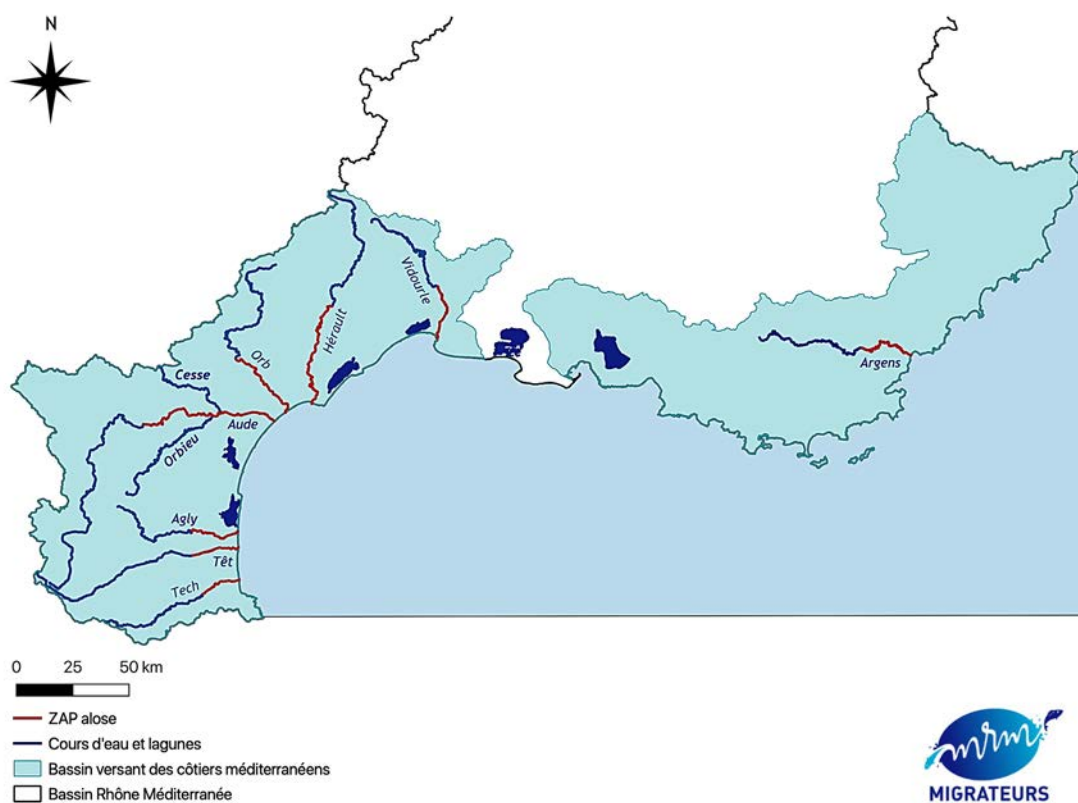 N
Vidourle
Hérault
Orb
Cesse
Argens
Aude
Orbieu
Agly
Têt
Tech
0 25 50 km
ZAP alose
Cours d'eau et lagunes
Bassin versant des côtiers méditerranéens
Bassin Rhône Méditerranée
mrm
MIGRATEURS